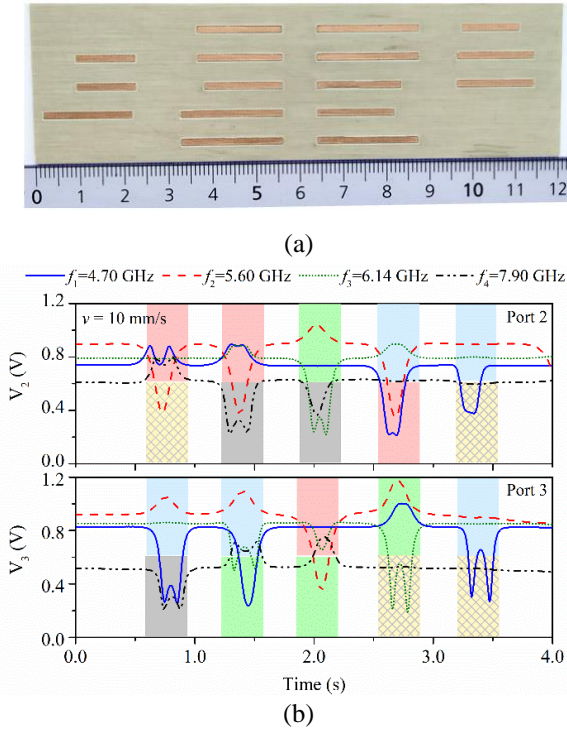 0 1 2 3 4 5 6 7 8 9 10 11 12
(a)
f₁=4.70 GHz f₂=5.60 GHz f₃=6.14 GHz f₄=7.90 GHz
1.2
v = 10 mm/s
Port 2
0.8
V₂ (V)
0.4
0.0
1.2
Port 3
0.8
V₃ (V)
0.4
0.0
0.0 1.0 2.0 3.0 4.0
Time (s)
(b)